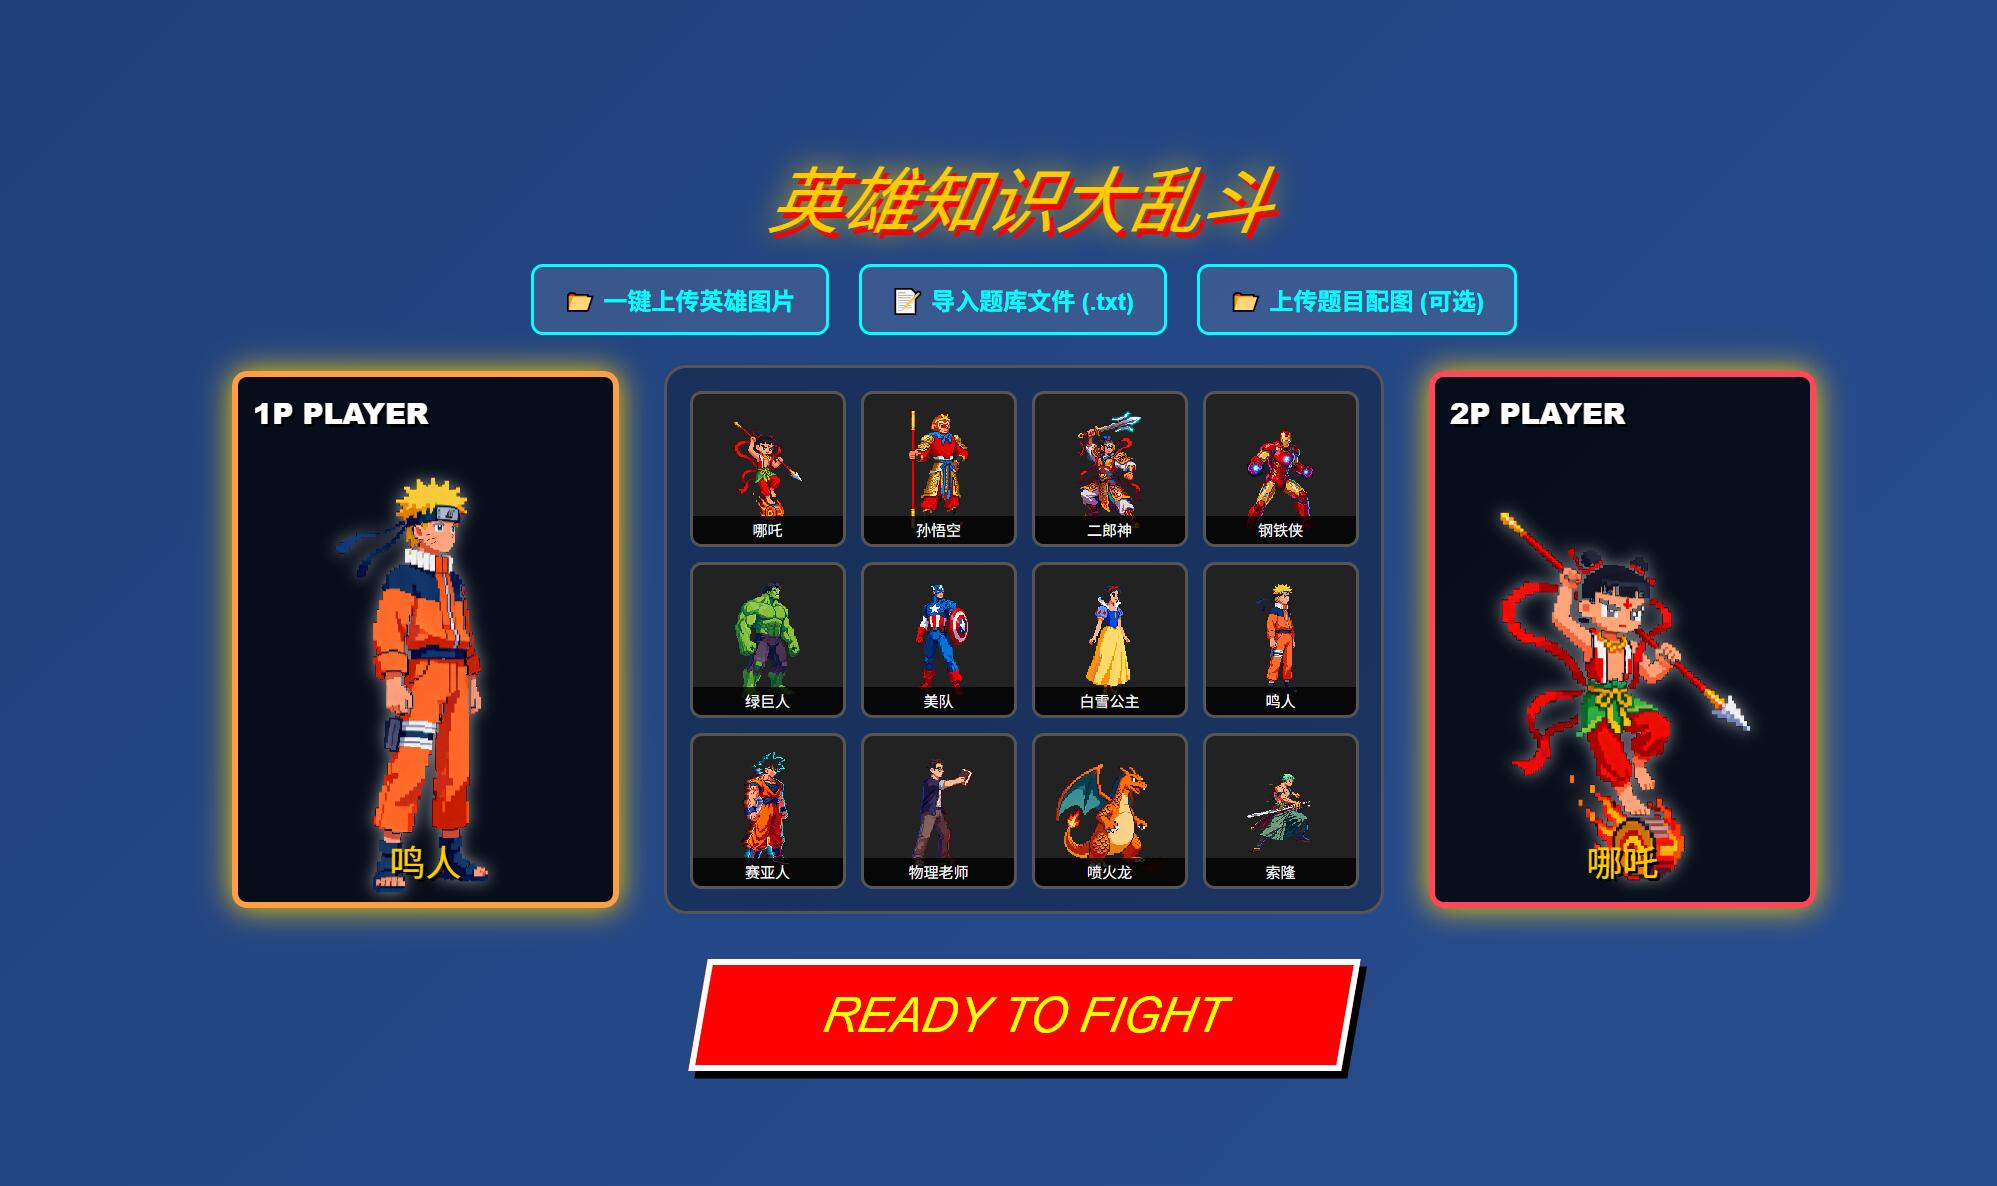 英雄知识大乱斗
📂 一键上传英雄图片
📝 导入题库文件 (.txt)
📂 上传题目配图 (可选)
1P PLAYER
鸣人
哪吒
孙悟空
二郎神
钢铁侠
绿巨人
美队
白雪公主
鸣人
赛亚人
物理老师
喷火龙
索隆
2P PLAYER
哪吒
READY TO FIGHT